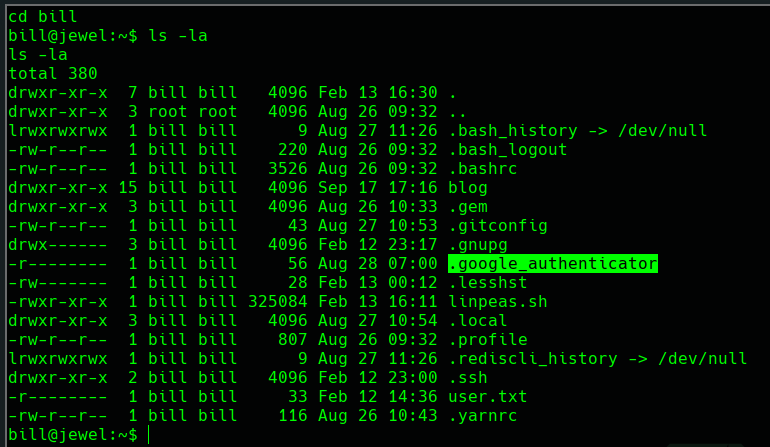 cd bill
bill@jewel:~$ ls -la
ls -la
total 380
drwxr-xr-x  7 bill bill   4096 Feb 13 16:30 .
drwxr-xr-x  3 root root   4096 Aug 26 09:32 ..
lrwxrwxrwx  1 bill bill      9 Aug 27 11:26 .bash_history -> /dev/null
-rw-r--r--  1 bill bill    220 Aug 26 09:32 .bash_logout
-rw-r--r--  1 bill bill   3526 Aug 26 09:32 .bashrc
drwxr-xr-x 15 bill bill   4096 Sep 17 17:16 blog
drwxr-xr-x  3 bill bill   4096 Aug 26 10:33 .gem
-rw-r--r--  1 bill bill     43 Aug 27 10:53 .gitconfig
drwx------  3 bill bill   4096 Feb 12 23:17 .gnupg
-r--------  1 bill bill     56 Aug 28 07:00 .google_authenticator
-rw-------  1 bill bill     28 Feb 13 00:12 .lesshst
-rwxr-xr-x  1 bill bill 325084 Feb 13 16:11 linpeas.sh
drwxr-xr-x  3 bill bill   4096 Aug 27 10:54 .local
-rw-r--r--  1 bill bill    807 Aug 26 09:32 .profile
lrwxrwxrwx  1 bill bill      9 Aug 27 11:26 .rediscli_history -> /dev/null
drwxr-xr-x  2 bill bill   4096 Feb 12 23:00 .ssh
-r--------  1 bill bill     33 Feb 12 14:36 user.txt
-rw-r--r--  1 bill bill    116 Aug 26 10:43 .yarnrc
bill@jewel:~$